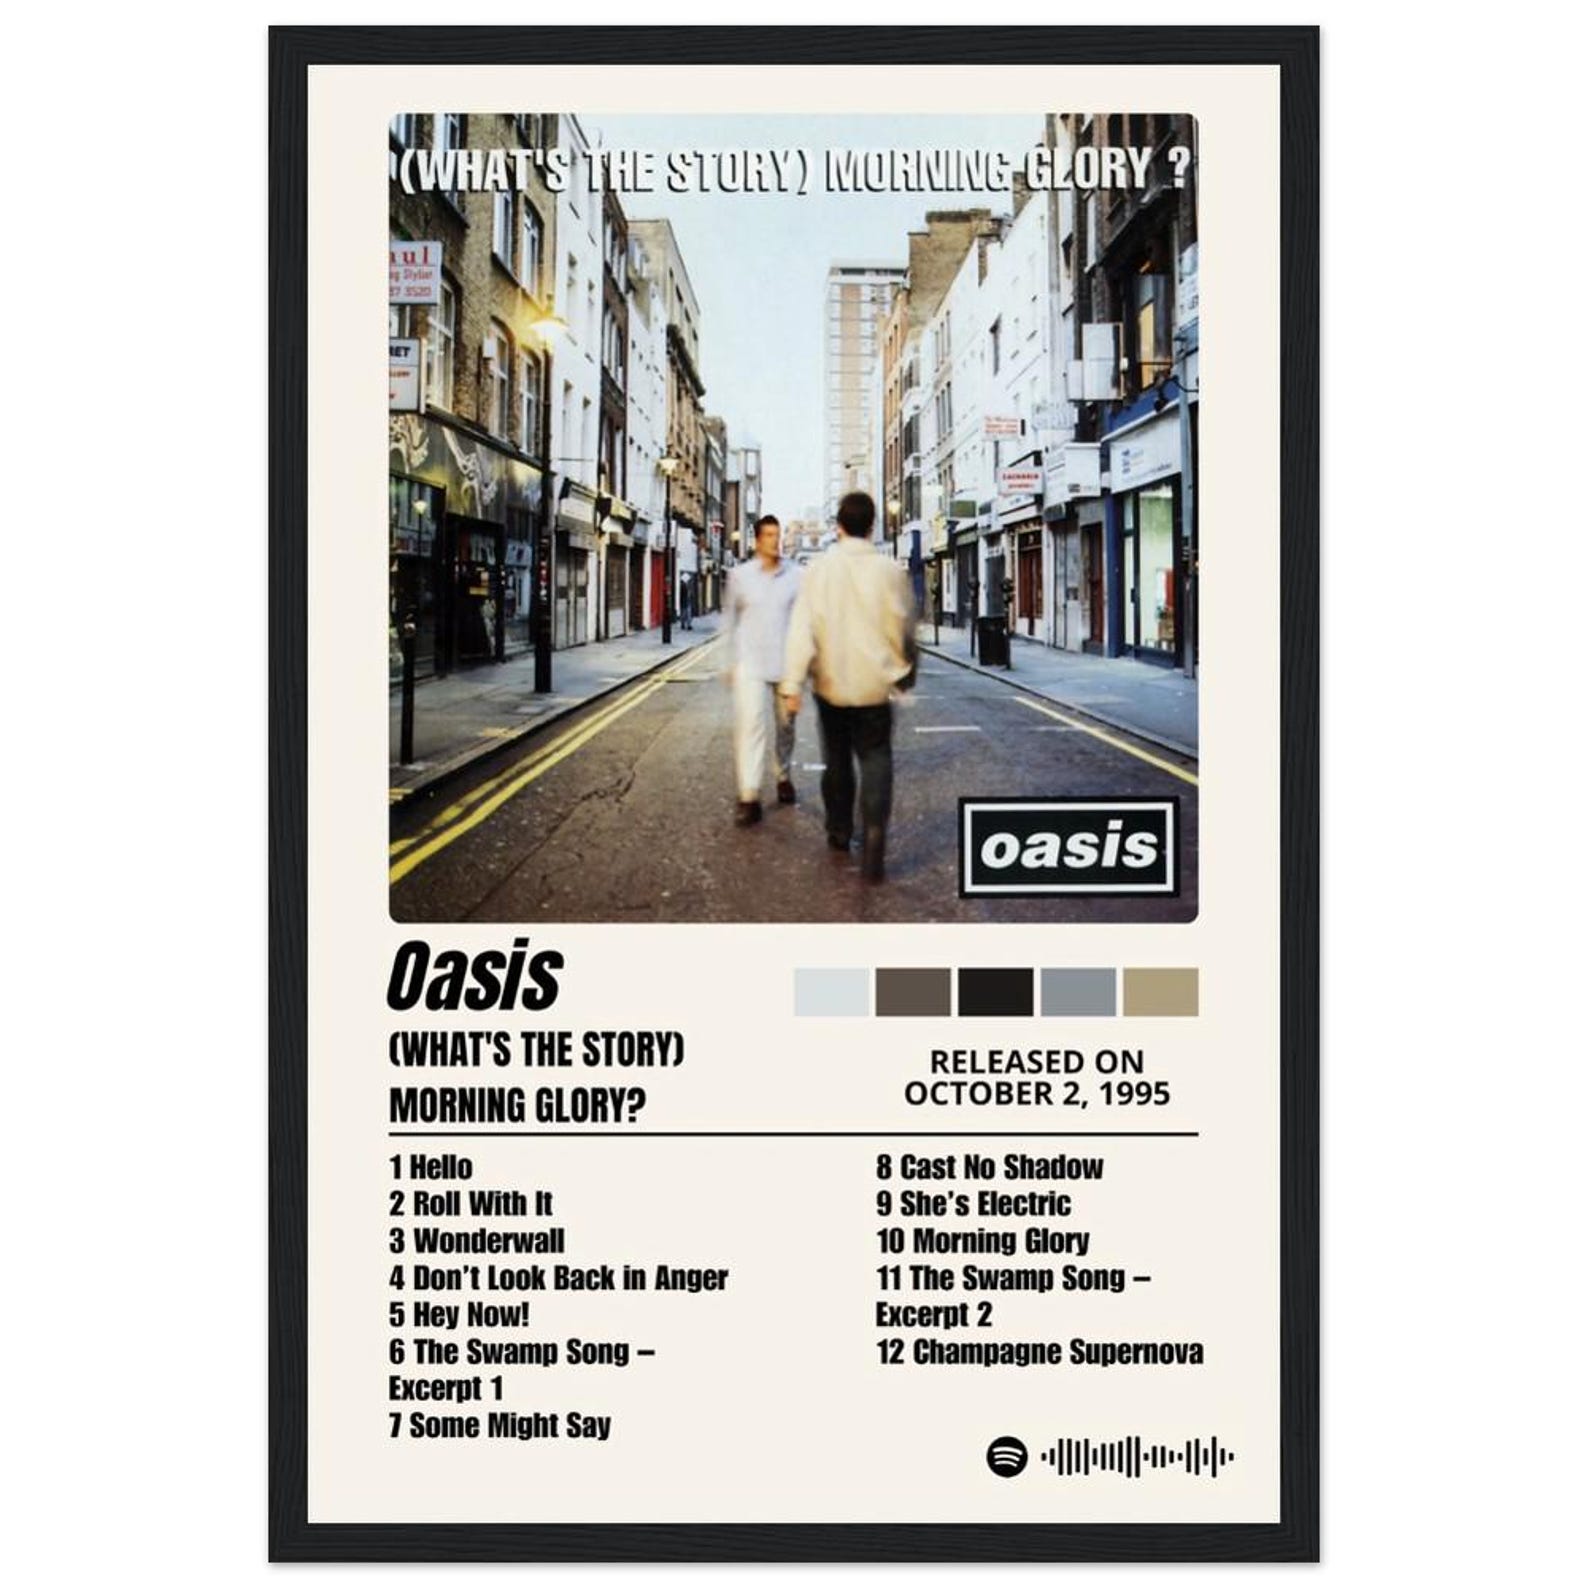 (WHAT'S THE STORY) MORNING GLORY ?
oasis
Oasis
(WHAT'S THE STORY)
MORNING GLORY?
RELEASED ON
OCTOBER 2, 1995
1 Hello
2 Roll With It
3 Wonderwall
4 Don’t Look Back in Anger
5 Hey Now!
6 The Swamp Song –
Excerpt 1
7 Some Might Say
8 Cast No Shadow
9 She’s Electric
10 Morning Glory
11 The Swamp Song –
Excerpt 2
12 Champagne Supernova